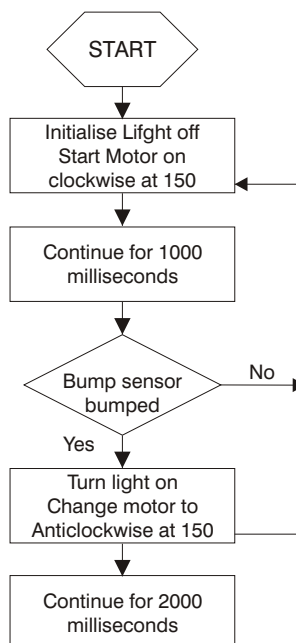 START
Initialise Lifght off
Start Motor on
clockwise at 150
Continue for 1000
milliseconds
Bump sensor
bumped
No
Yes
Turn light on
Change motor to
Anticlockwise at 150
Continue for 2000
milliseconds